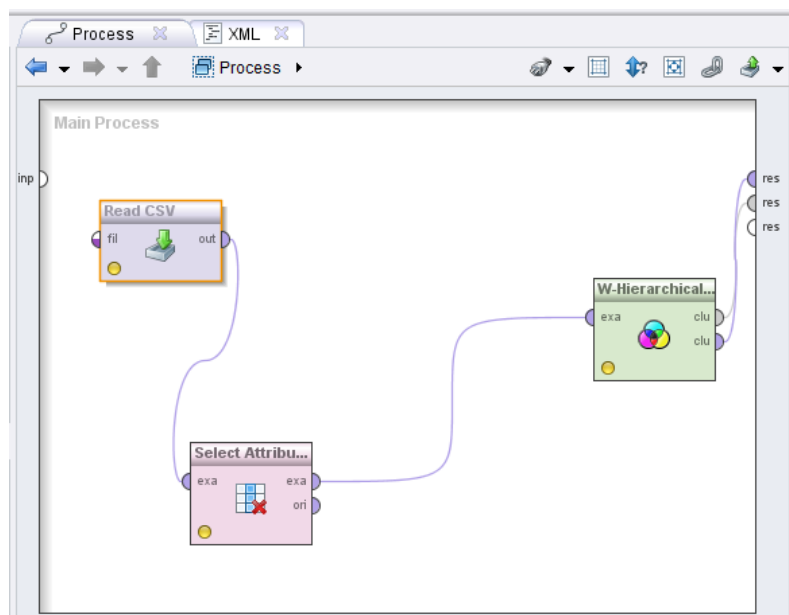 Process XML
Process
Main Process
inp
res
res
res
Read CSV
fil out
W-Hierarchical...
exa clu
clu
Select Attribu...
exa exa
ori